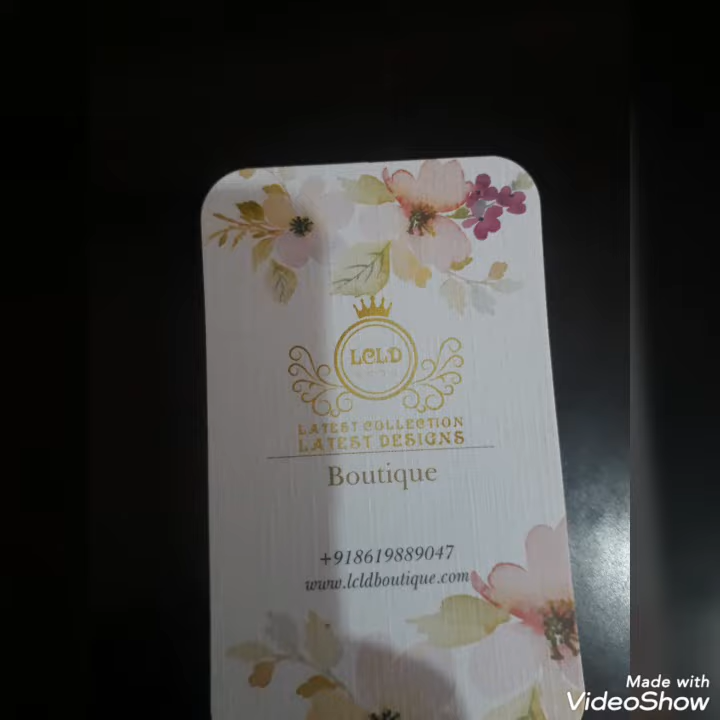 LCLD
LATEST COLLECTION
LATEST DESIGNS
Boutique
+918619889047
www.lcldboutique.com
Made with
VideoShow